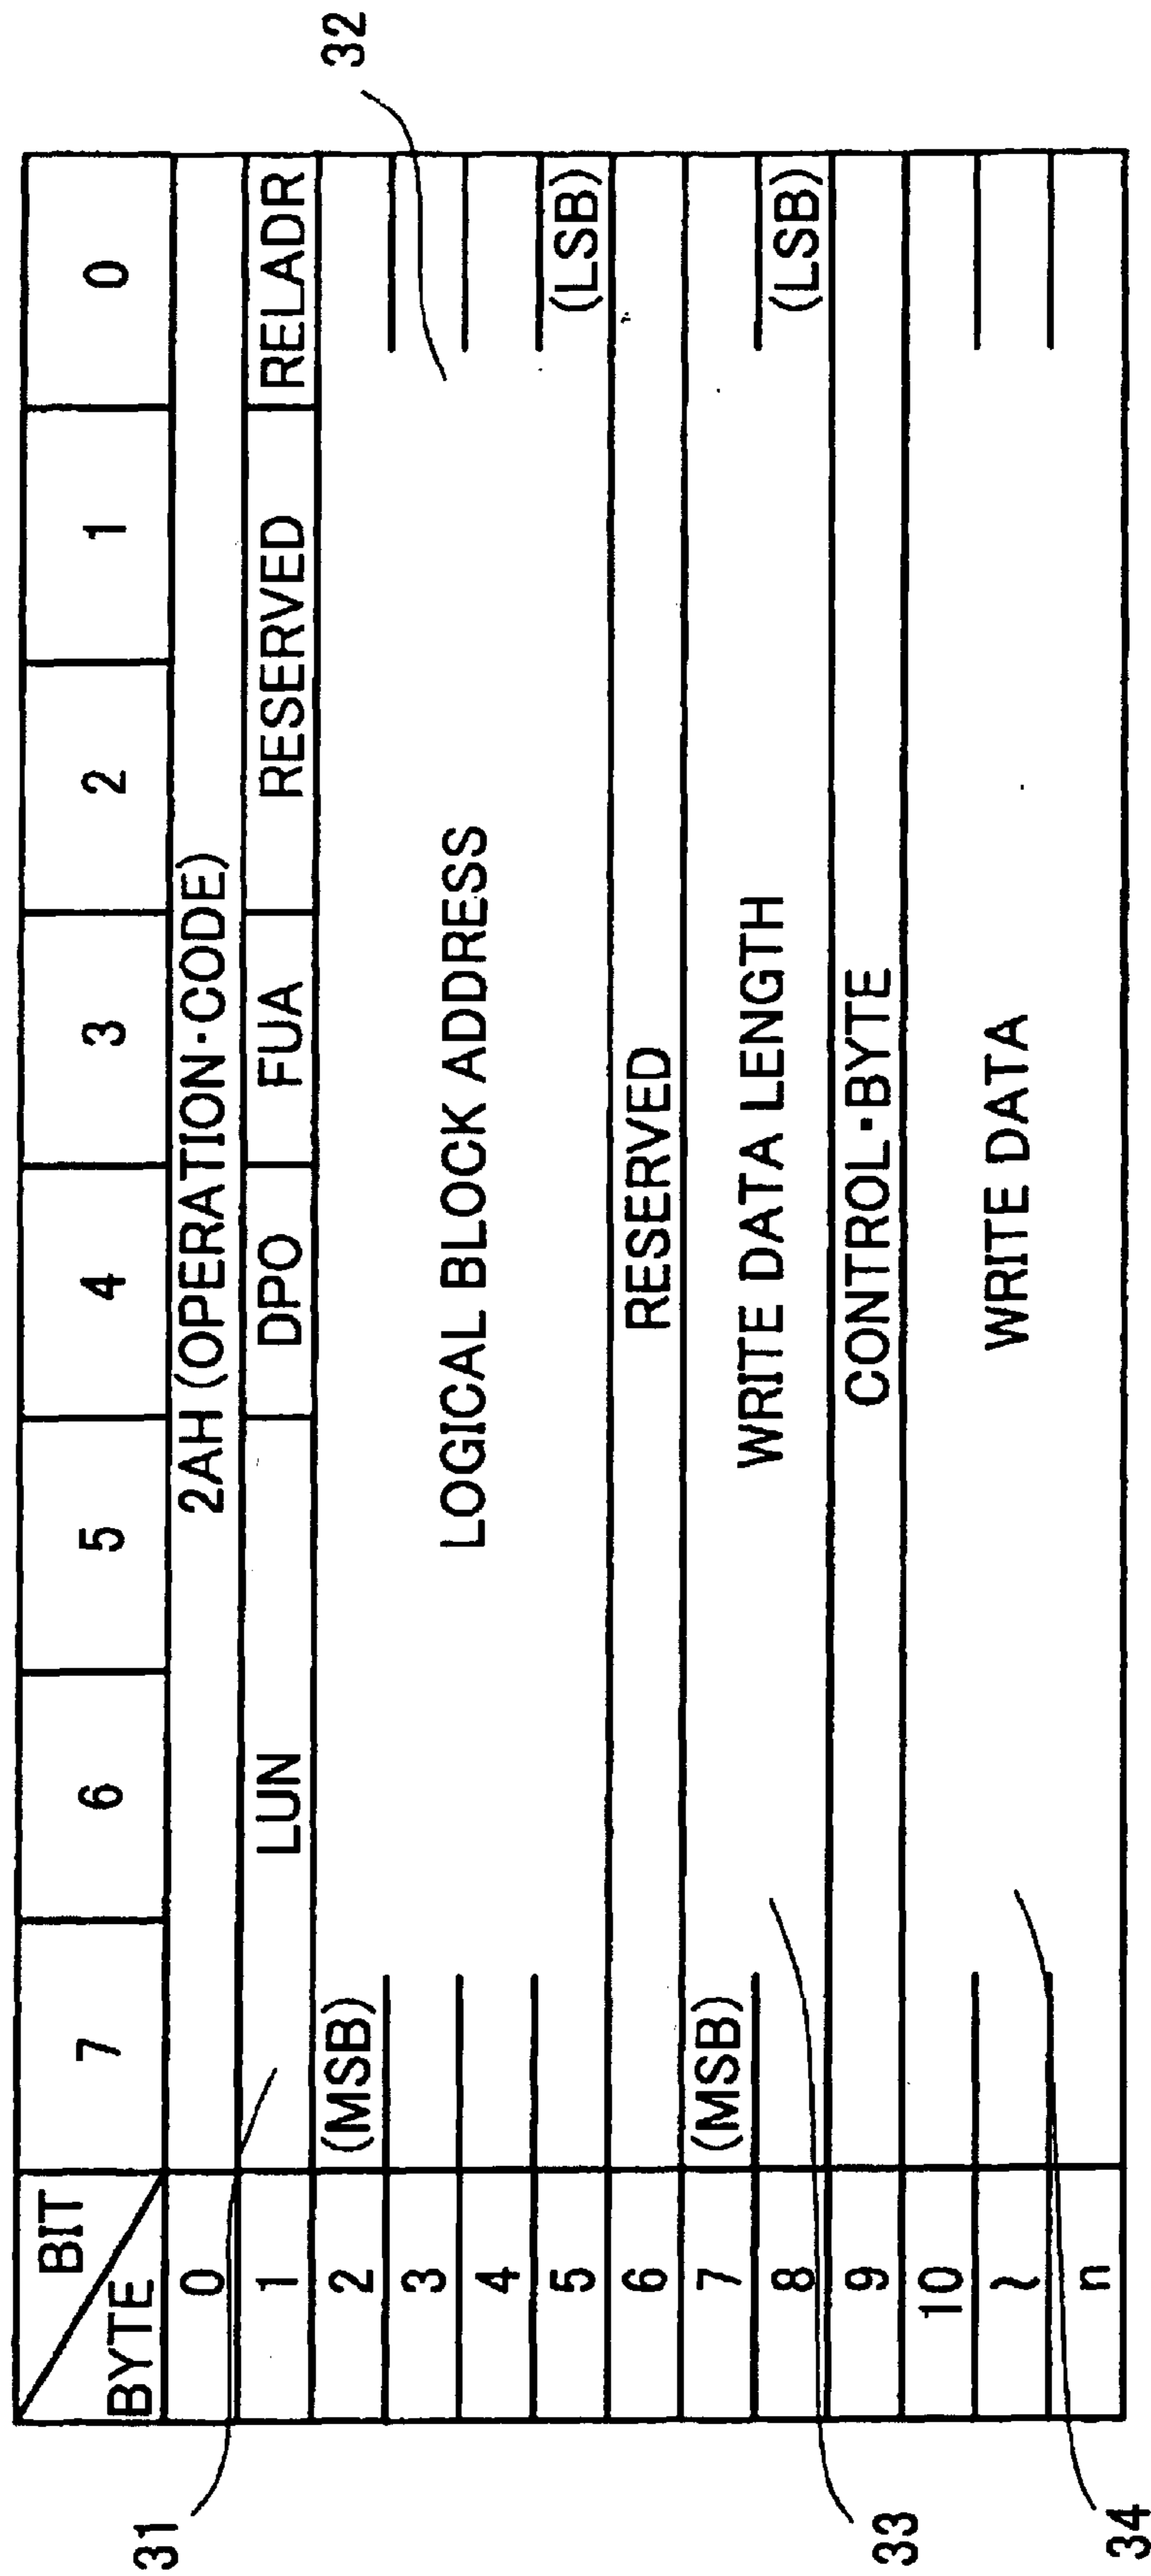 BIT 7 6 5 4 3 2 1 0
BYTE
0 2AH (OPERATION·CODE)
1 LUN DPO FUA RESERVED RELADR
2 (MSB)
3
LOGICAL BLOCK ADDRESS
4
5 (LSB)
6 RESERVED
7 (MSB)
WRITE DATA LENGTH
8 (LSB)
9 CONTROL·BYTE
10
≀ WRITE DATA
n
31
32
33
34